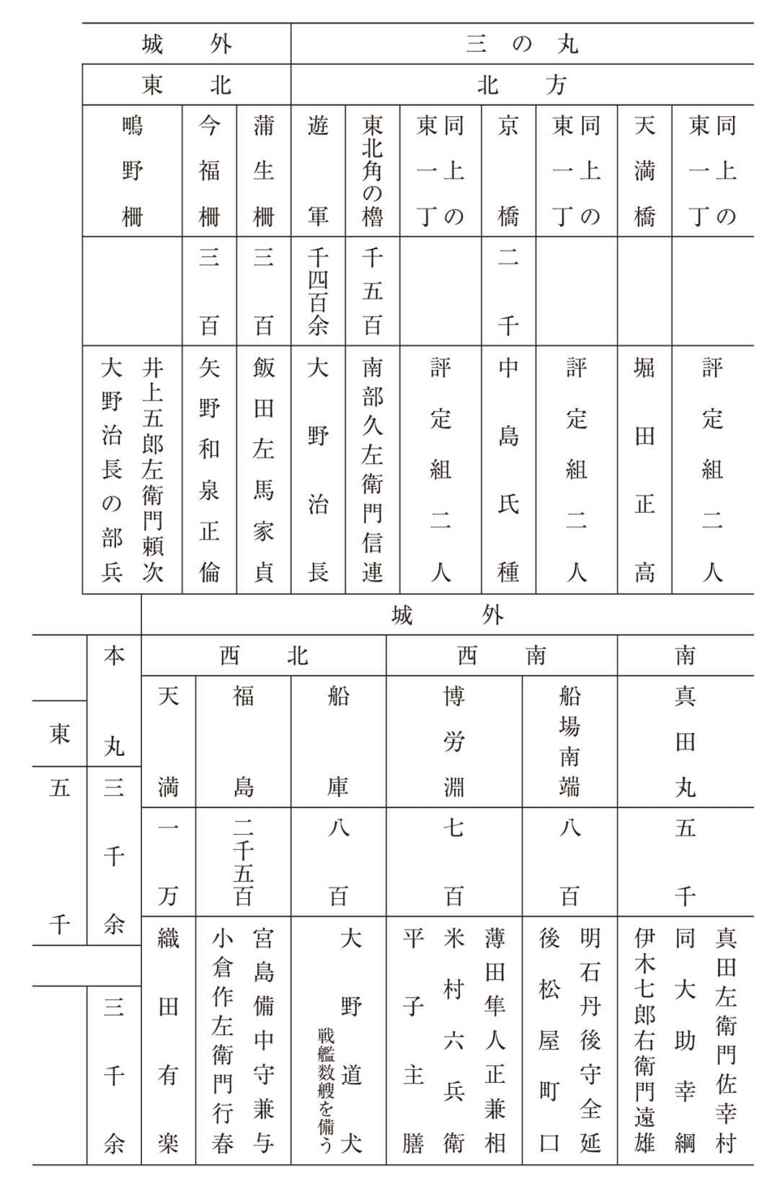 三の丸
北方
同上の東一丁
評定組二人
天満橋
堀田正高
同上の東一丁
評定組二人
京橋
二千
中島氏種
同上の東一丁
評定組二人
東北角の櫓
千五百
南部久左衛門信連
遊軍
千四百余
大野治長
城外
東北
蒲生柵
三百
飯田左馬家貞
今福柵
三百
矢野和泉正倫
鴫野柵
井上五郎左衛門頼次
大野治長の部兵
城外
南
真田丸
五千
真田左衛門佐幸村
同大助幸綱
伊木七郎右衛門遠雄
西南
船場南端
八百
明石丹後守全延
後松屋町口
博労淵
七百
薄田隼人正兼相
米村六兵衛
平子主膳
西北
船庫
八百
大野道犬
戦艦数艘を備う
福島
二千五百
宮島備中守兼与
小倉作左衛門行春
天満
一万
織田有楽
本丸
三千余
三千余
東
五千